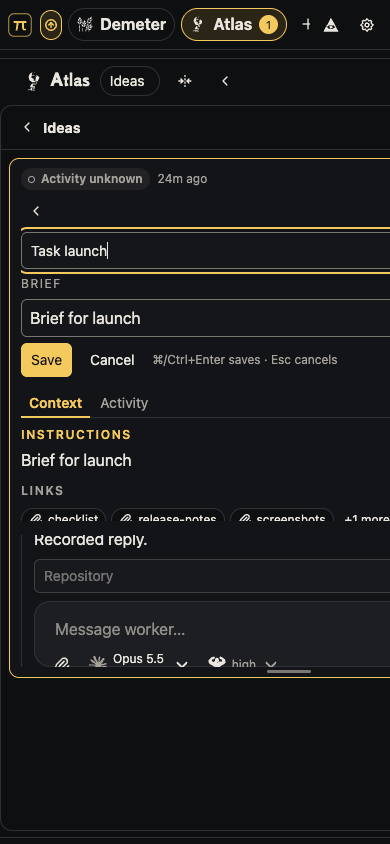 π Demeter Atlas 1
Atlas Ideas
Ideas
Activity unknown 24m ago
Task launch
BRIEF
Brief for launch
Save Cancel ⌘/Ctrl+Enter saves · Esc cancels
Context Activity
INSTRUCTIONS
Brief for launch
LINKS
checklist release-notes screenshots +1 more
Recorded reply.
Repository
Message worker...
Opus 5.5 high